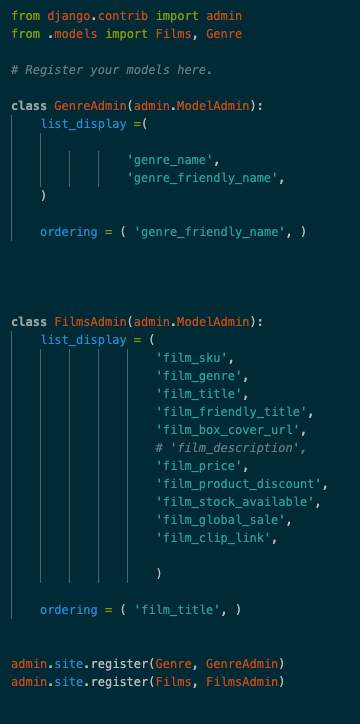 from django.contrib import admin
from .models import Films, Genre

# Register your models here.

class GenreAdmin(admin.ModelAdmin):
    list_display =(

                'genre_name',
                'genre_friendly_name',
    )

    ordering = ( 'genre_friendly_name', )




class FilmsAdmin(admin.ModelAdmin):
    list_display = (
                    'film_sku',
                    'film_genre',
                    'film_title',
                    'film_friendly_title',
                    'film_box_cover_url',
                    # 'film_description',
                    'film_price',
                    'film_product_discount',
                    'film_stock_available',
                    'film_global_sale',
                    'film_clip_link',

                    )

    ordering = ( 'film_title', )


admin.site.register(Genre, GenreAdmin)
admin.site.register(Films, FilmsAdmin)